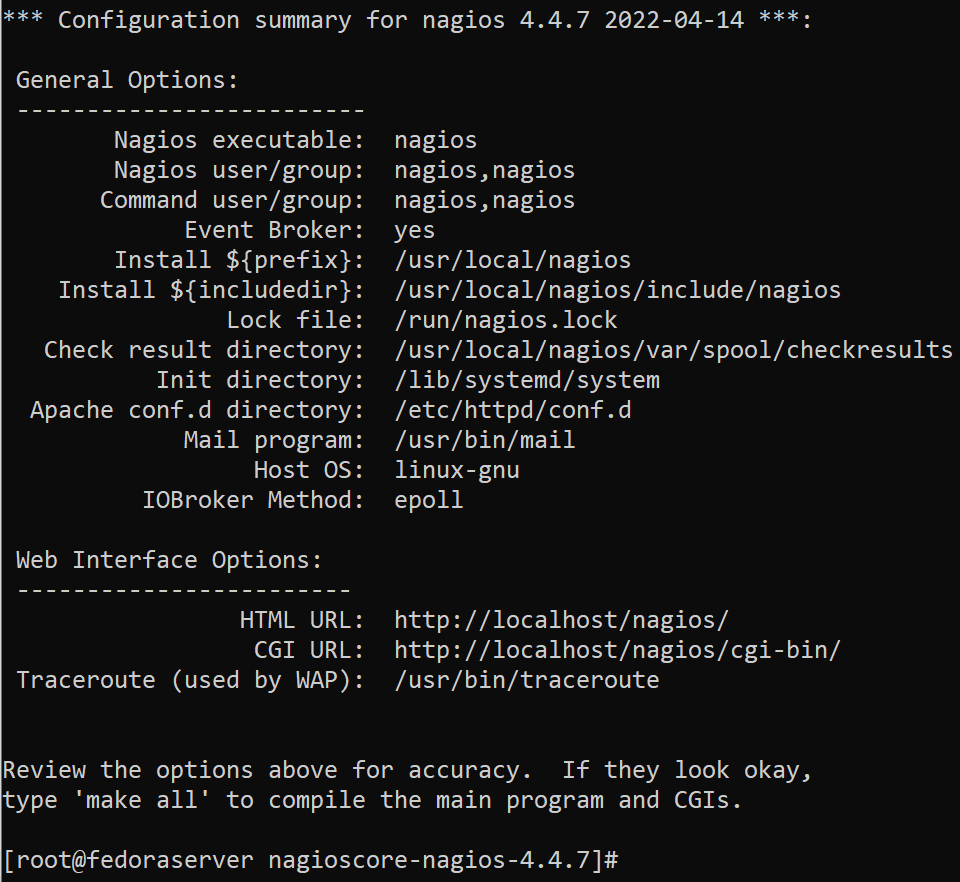 *** Configuration summary for nagios 4.4.7 2022-04-14 ***:
General Options:
-------------------------
Nagios executable:  nagios
Nagios user/group:  nagios,nagios
Command user/group:  nagios,nagios
Event Broker:  yes
Install ${prefix}:  /usr/local/nagios
Install ${includedir}:  /usr/local/nagios/include/nagios
Lock file:  /run/nagios.lock
Check result directory:  /usr/local/nagios/var/spool/checkresults
Init directory:  /lib/systemd/system
Apache conf.d directory:  /etc/httpd/conf.d
Mail program:  /usr/bin/mail
Host OS:  linux-gnu
IOBroker Method:  epoll
Web Interface Options:
------------------------
HTML URL:  http://localhost/nagios/
CGI URL:  http://localhost/nagios/cgi-bin/
Traceroute (used by WAP):  /usr/bin/traceroute
Review the options above for accuracy.  If they look okay,
type 'make all' to compile the main program and CGIs.
[root@fedoraserver nagioscore-nagios-4.4.7]#